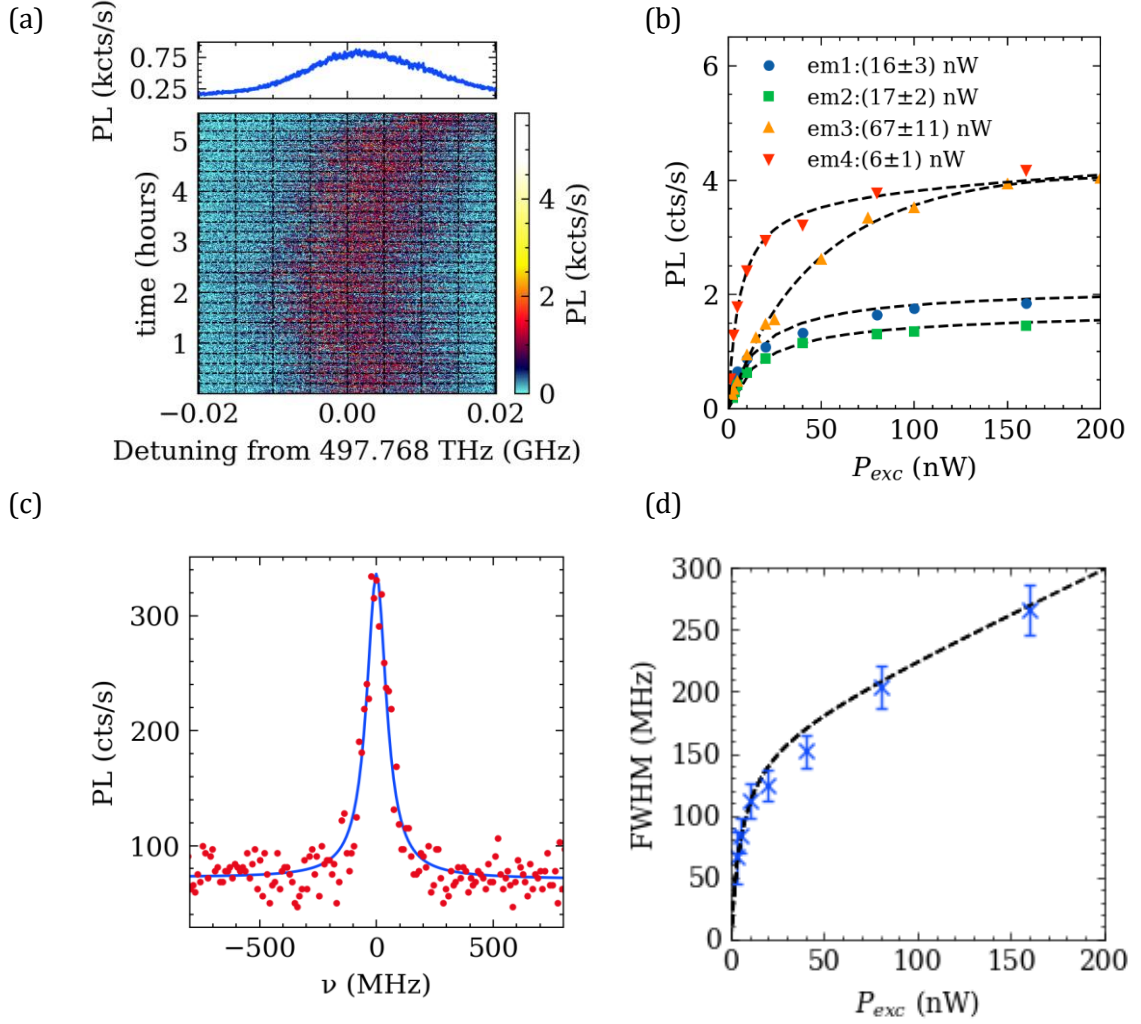 (a)
PL (kcts/s)
0.75
0.25
time (hours)
5
4
3
2
1
4
2
0
PL (kcts/s)
−0.02 0.00 0.02
Detuning from 497.768 THz (GHz)
(b)
PL (cts/s)
6
4
2
0
em1:(16±3) nW
em2:(17±2) nW
em3:(67±11) nW
em4:(6±1) nW
0 50 100 150 200
P_exc (nW)
(c)
PL (cts/s)
300
200
100
−500 0 500
ν (MHz)
(d)
FWHM (MHz)
300
250
200
150
100
50
0
0 50 100 150 200
P_exc (nW)